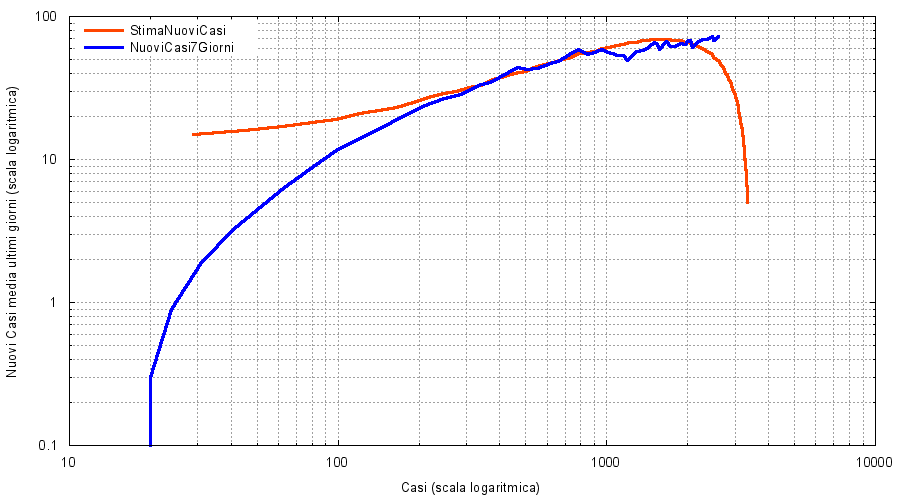 100
StimaNuoviCasi
NuoviCasi7Giorni
10
1
0.1
Nuovi Casi media ultimi giorni (scala logaritmica)
10 100 1000 10000
Casi (scala logaritmica)